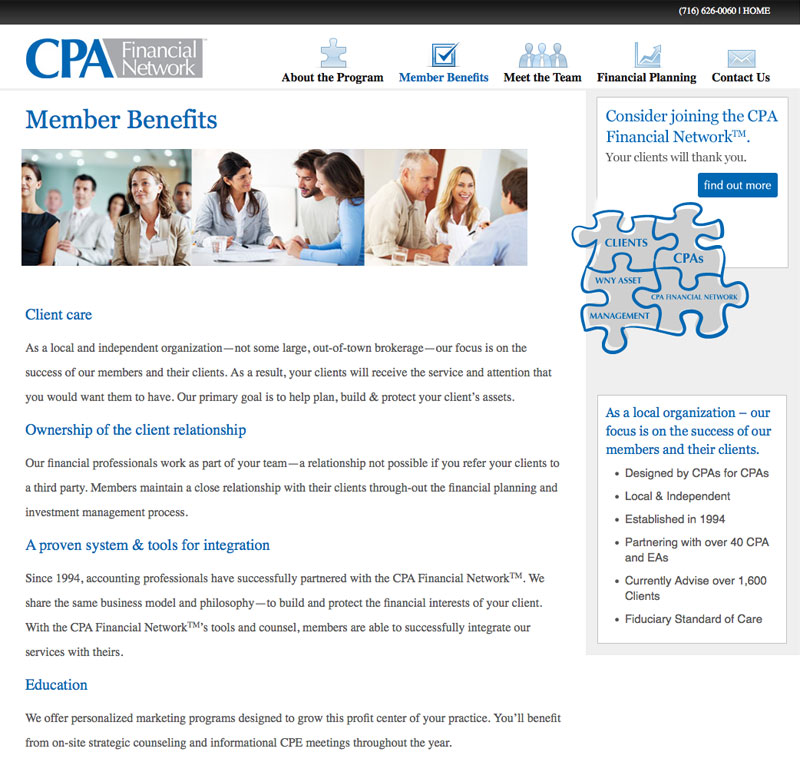 (716) 626-0060 | HOME
CPA Financial
Network™
About the Program
Member Benefits
Meet the Team
Financial Planning
Contact Us
Member Benefits
Client care
As a local and independent organization—not some large, out-of-town brokerage—our focus is on the
success of our members and their clients. As a result, your clients will receive the service and attention that
you would want them to have. Our primary goal is to help plan, build & protect your client's assets.
Ownership of the client relationship
Our financial professionals work as part of your team—a relationship not possible if you refer your clients to
a third party. Members maintain a close relationship with their clients through-out the financial planning and
investment management process.
A proven system & tools for integration
Since 1994, accounting professionals have successfully partnered with the CPA Financial Network™. We
share the same business model and philosophy—to build and protect the financial interests of your client.
With the CPA Financial Network™'s tools and counsel, members are able to successfully integrate our
services with theirs.
Education
We offer personalized marketing programs designed to grow this profit center of your practice. You'll benefit
from on-site strategic counseling and informational CPE meetings throughout the year.
Consider joining the CPA
Financial Network™.
Your clients will thank you.
find out more
CLIENTS
CPAs
WNY ASSET
CPA FINANCIAL NETWORK
MANAGEMENT
As a local organization – our
focus is on the success of our
members and their clients.
• Designed by CPAs for CPAs
• Local & Independent
• Established in 1994
• Partnering with over 40 CPA
and EAs
• Currently Advise over 1,600
Clients
• Fiduciary Standard of Care